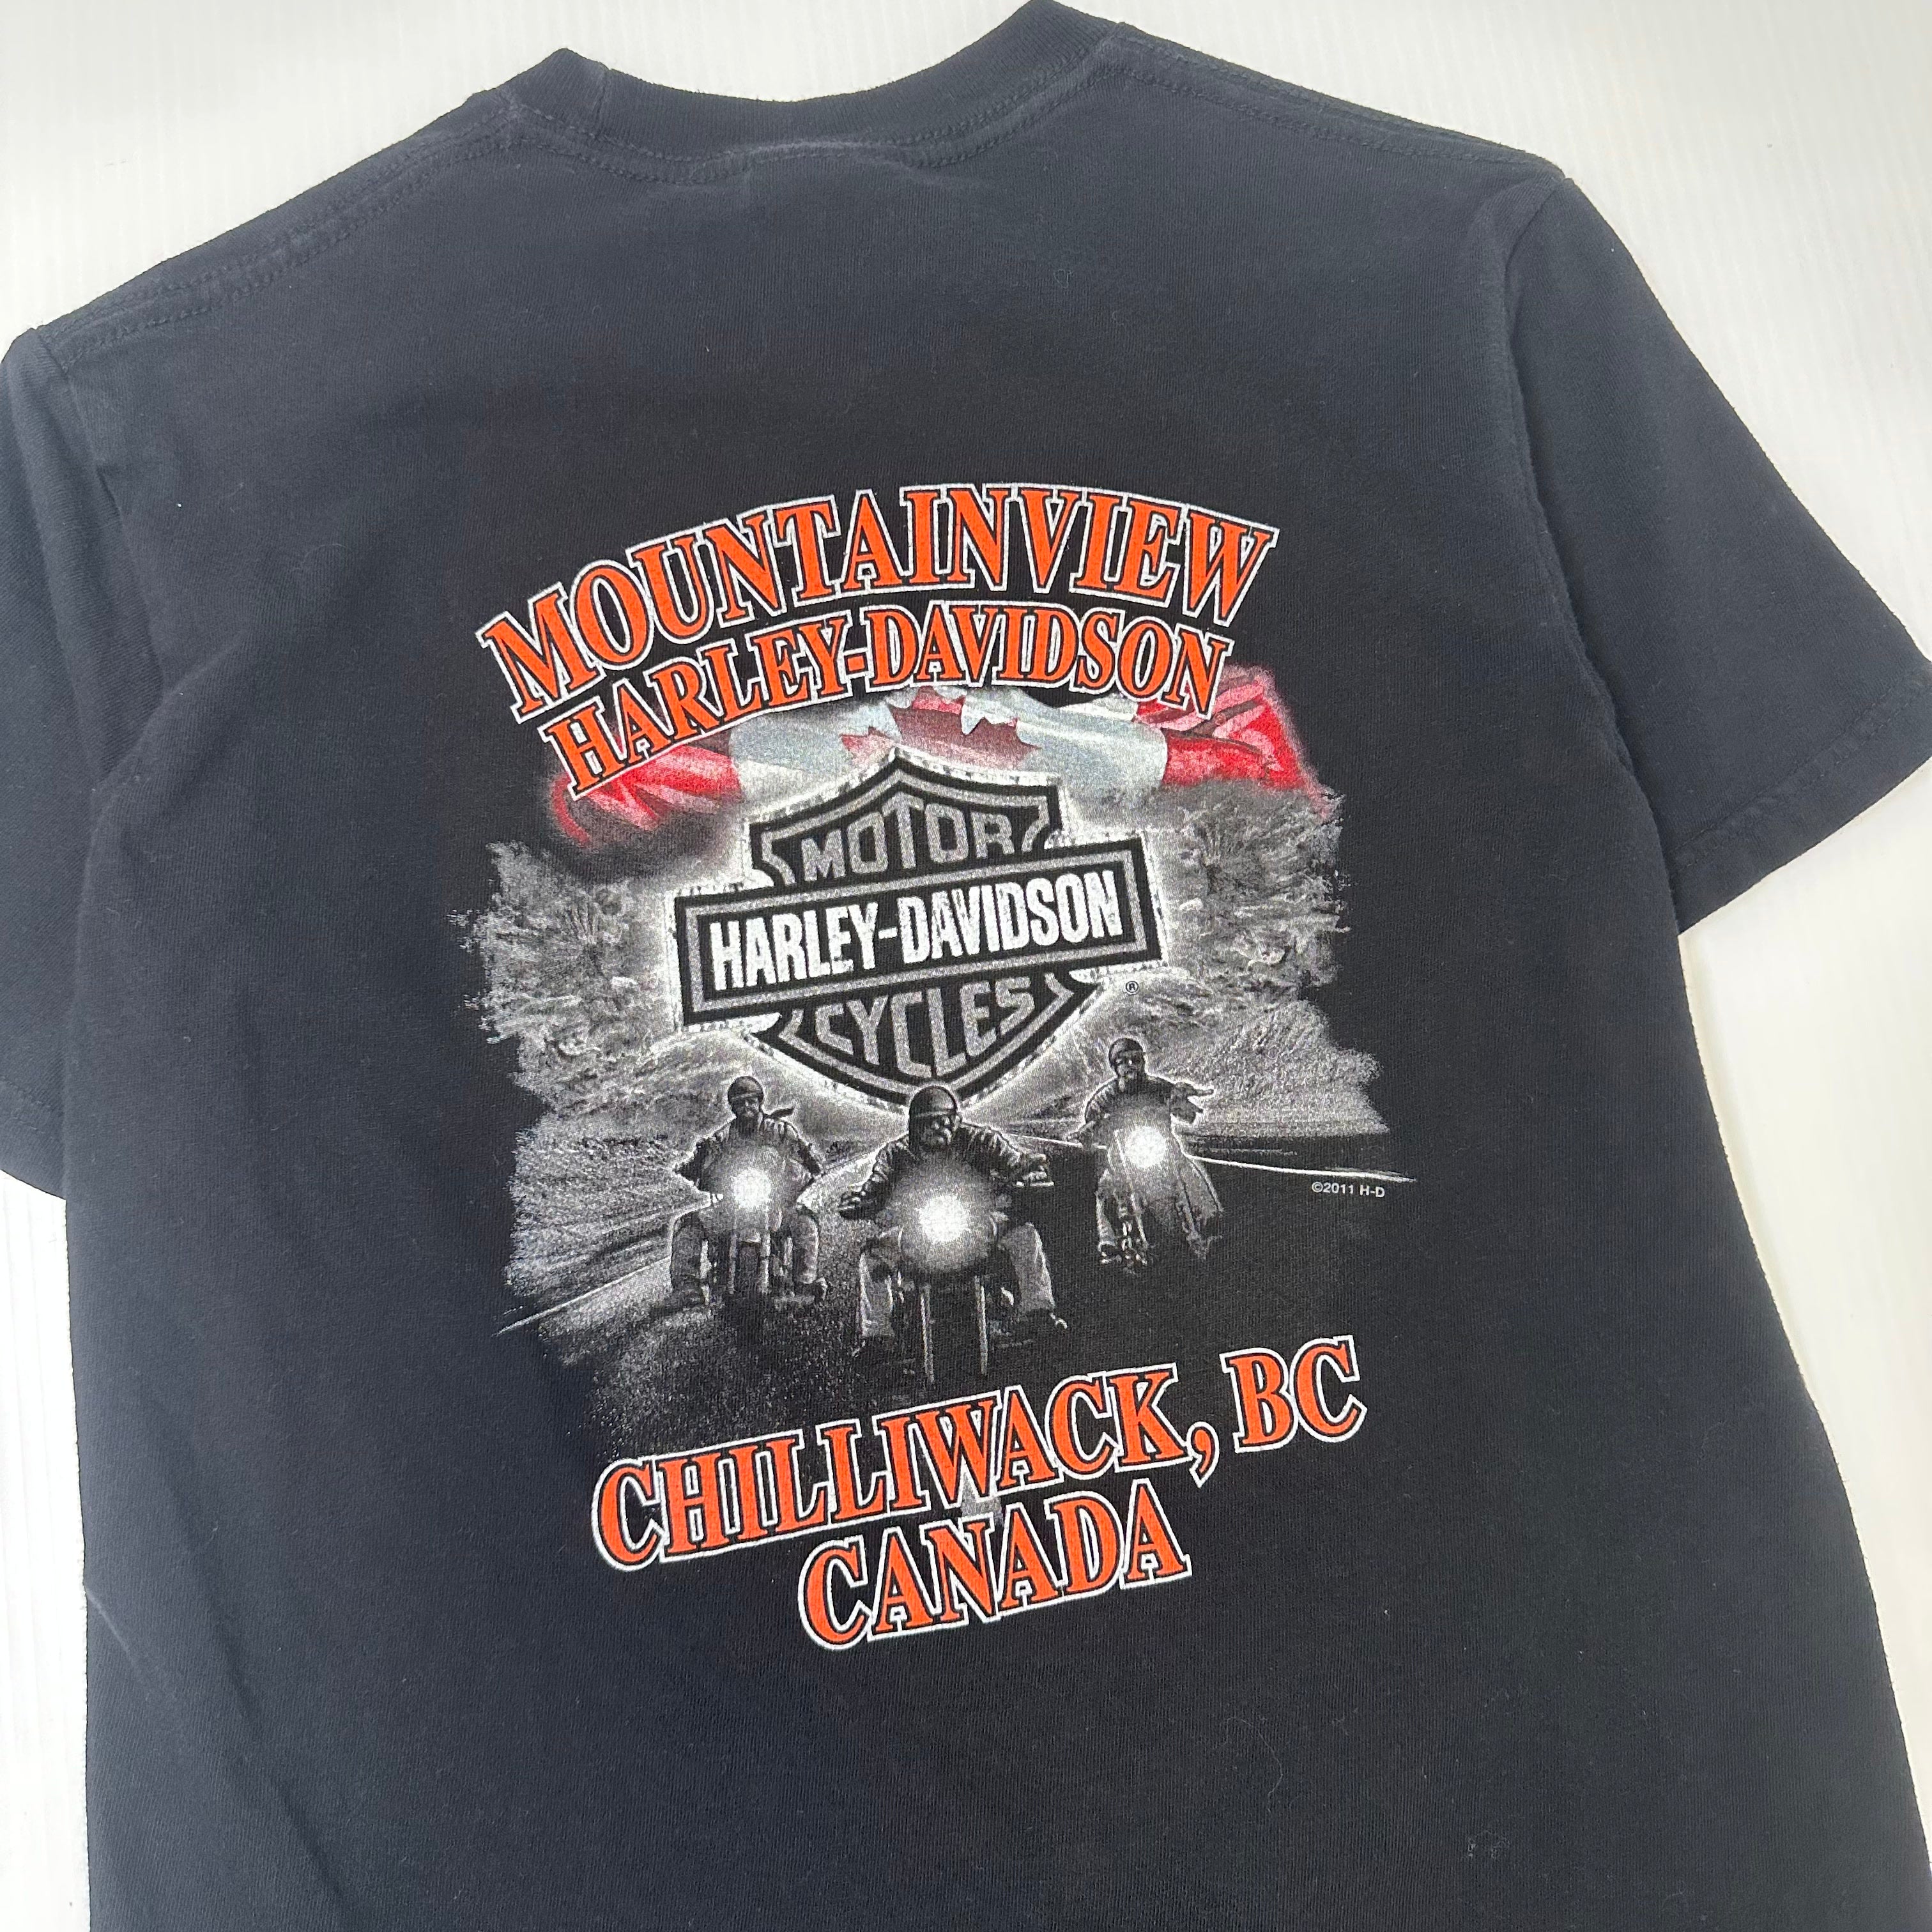 MOUNTAINVIEW
HARLEY-DAVIDSON
MOTOR
HARLEY-DAVIDSON
CYCLES
®
©2011 H-D
CHILLIWACK, BC
CANADA